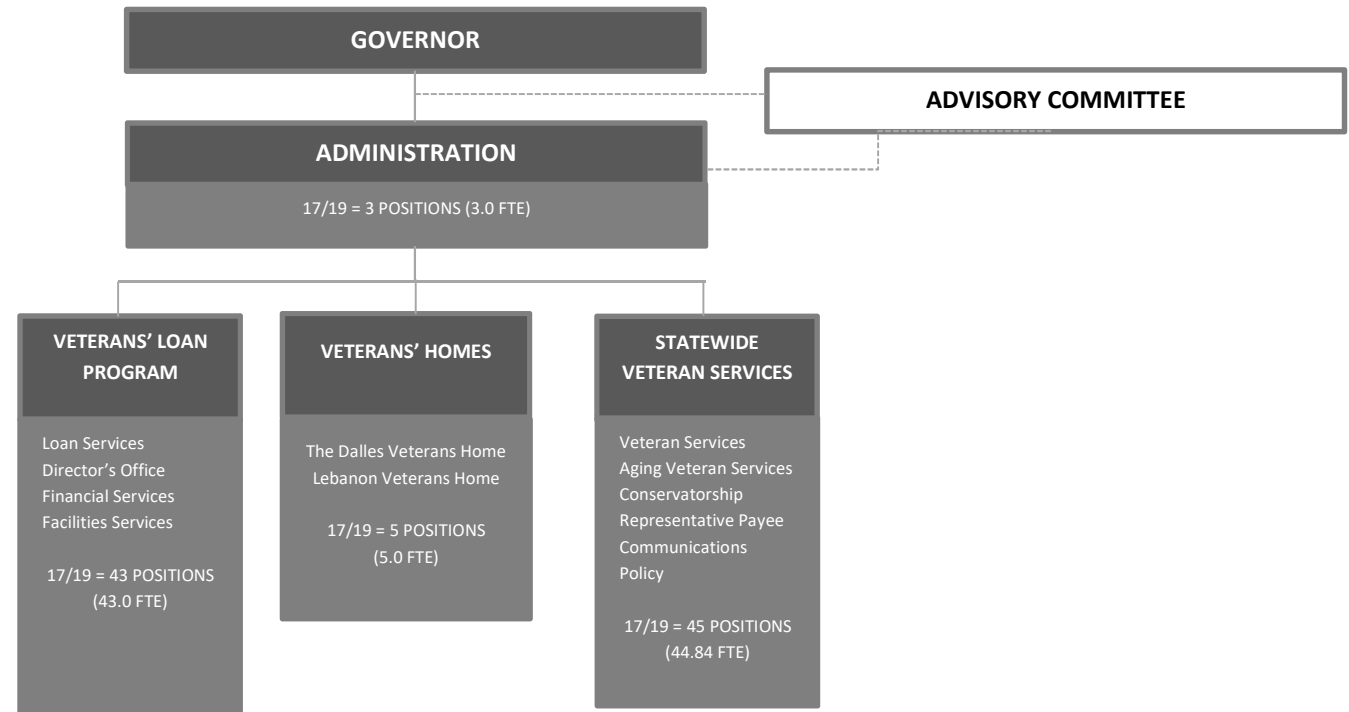 GOVERNOR
ADVISORY COMMITTEE
ADMINISTRATION
17/19 = 3 POSITIONS (3.0 FTE)
VETERANS’ LOAN
PROGRAM
Loan Services
Director’s Office
Financial Services
Facilities Services
17/19 = 43 POSITIONS
(43.0 FTE)
VETERANS’ HOMES
The Dalles Veterans Home
Lebanon Veterans Home
17/19 = 5 POSITIONS
(5.0 FTE)
STATEWIDE
VETERAN SERVICES
Veteran Services
Aging Veteran Services
Conservatorship
Representative Payee
Communications
Policy
17/19 = 45 POSITIONS
(44.84 FTE)